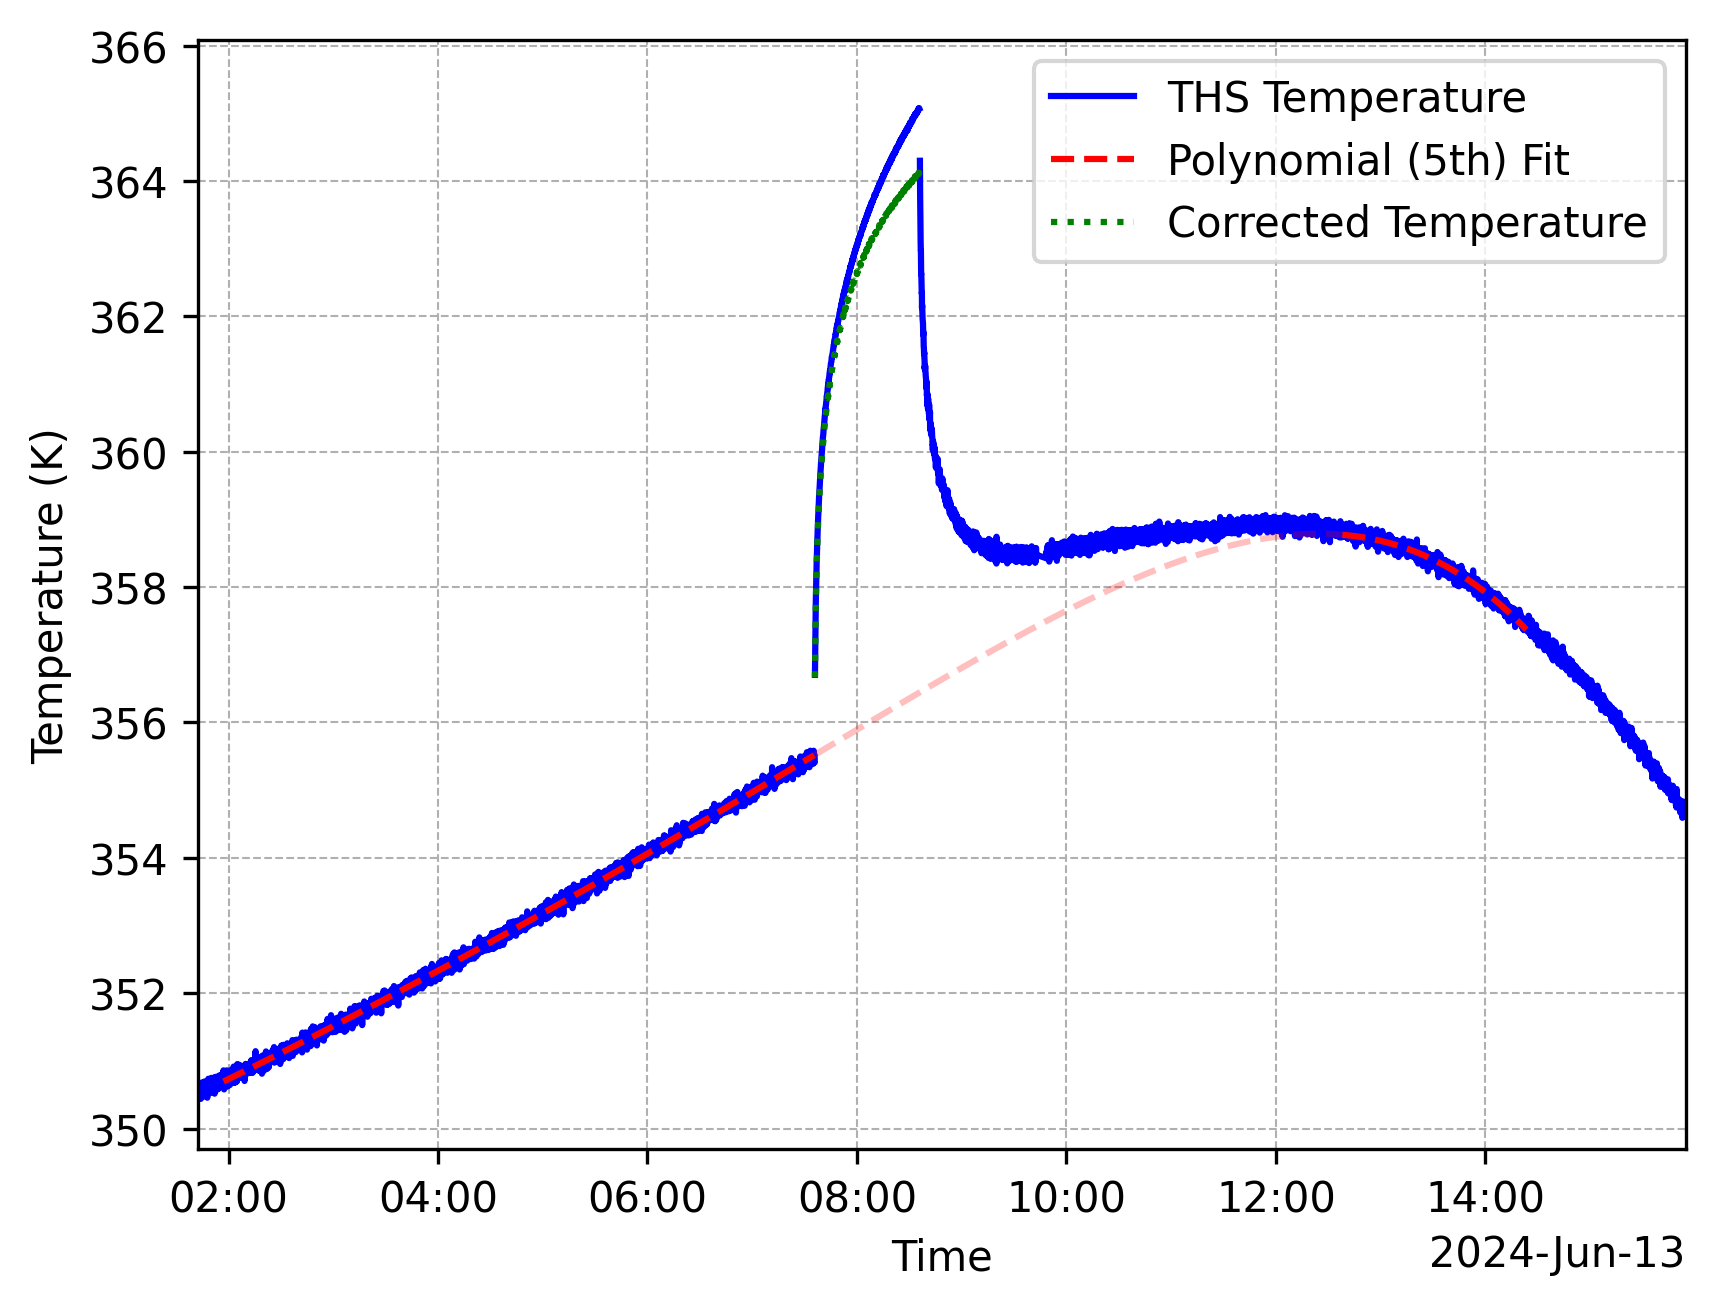 366
364
362
360
358
356
354
352
350
Temperature (K)
THS Temperature
Polynomial (5th) Fit
Corrected Temperature
02:00 04:00 06:00 08:00 10:00 12:00 14:00
Time
2024-Jun-13